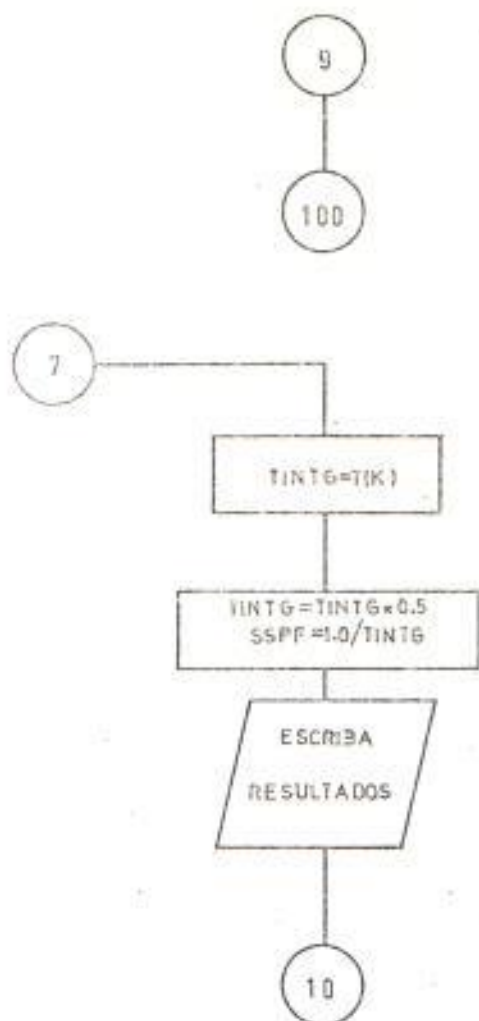 9
100
7
TINTG=T(K)
TINTG=TINTG*0.5
SSPF=1.0/TINTG
ESCRIBA
RESULTADOS
10